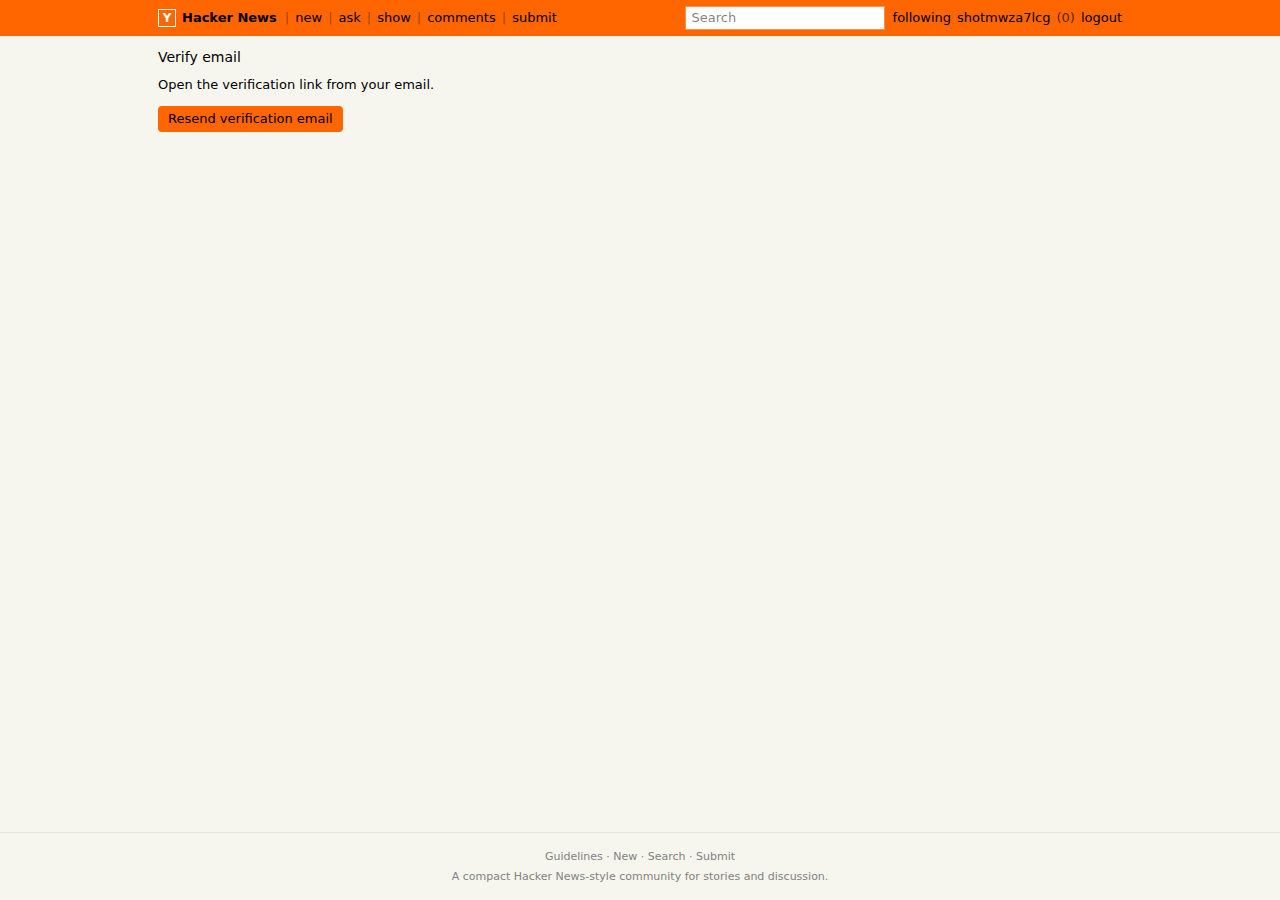 Y Hacker News | new | ask | show | comments | submit Search following shotmwza7lcg (0) logout
Verify email
Open the verification link from your email.
Resend verification email
Guidelines · New · Search · Submit
A compact Hacker News-style community for stories and discussion.